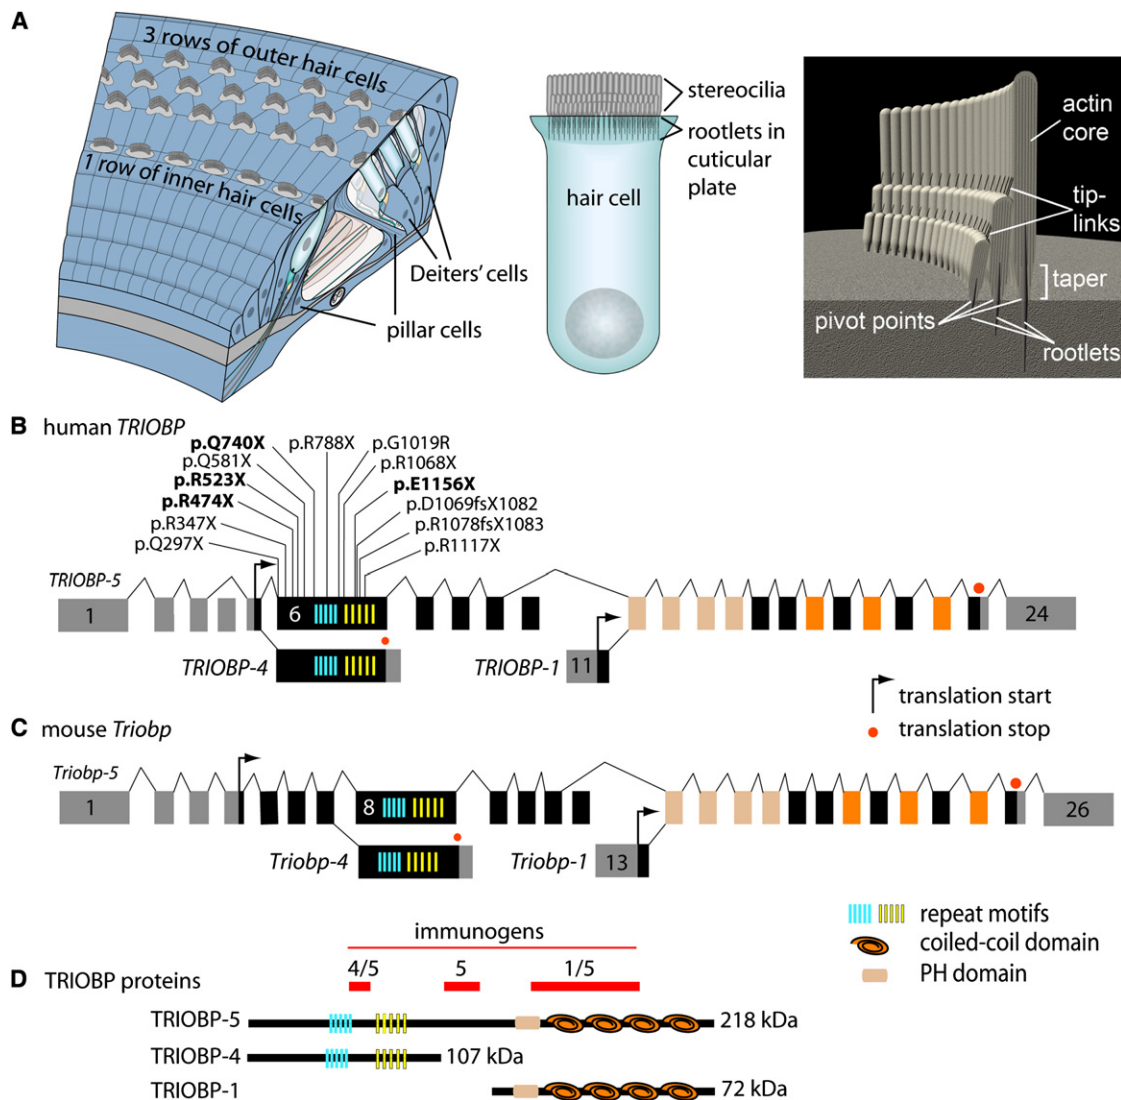 A
3 rows of outer hair cells
1 row of inner hair cells
Deiters' cells
pillar cells
stereocilia
rootlets in
cuticular
plate
hair cell
actin
core
tip-
links
taper
pivot points
rootlets
B human TRIOBP
p.Q740X p.R788X p.G1019R
p.Q581X p.R1068X
p.R523X p.E1156X
p.R474X p.D1069fsX1082
p.R347X p.R1078fsX1083
p.Q297X p.R1117X
TRIOBP-5
1 6 24
TRIOBP-4 TRIOBP-1 11
translation start
translation stop
C mouse Triobp
Triobp-5
1 8 26
Triobp-4 Triobp-1 13
repeat motifs
coiled-coil domain
PH domain
immunogens
4/5 5 1/5
D TRIOBP proteins
TRIOBP-5 218 kDa
TRIOBP-4 107 kDa
TRIOBP-1 72 kDa